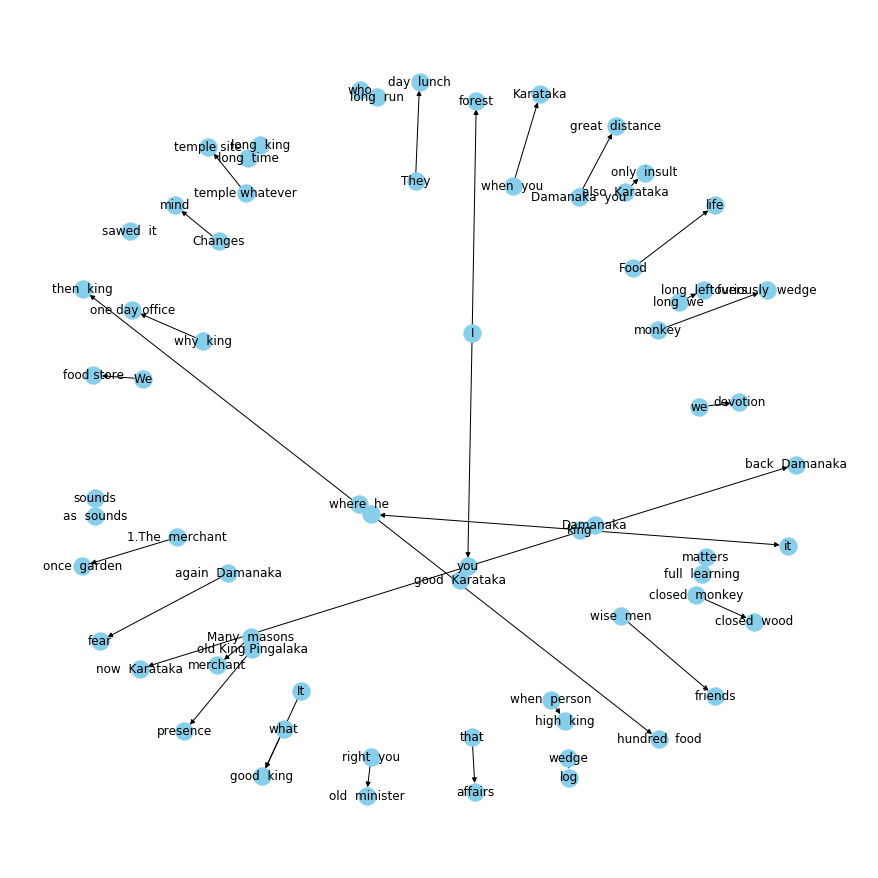 day  lunch
who
long  run
forest
Karataka
great  distance
temple site
long  king
long  time
only  insult
They
when  you
Damanaka  you
also  Karataka
temple whatever
mind
life
sawed  it
Changes
Food
then  king
long  leftovers
furiously  wedge
long  we
one day office
monkey
I
why  king
food store
We
we
devotion
back  Damanaka
sounds
where  he
as  sounds
Damanaka
king
1.The  merchant
it
matters
once  garden
again  Damanaka
you
full  learning
good  Karataka
closed  monkey
wise  men
closed  wood
Many  masons
fear
old King Pingalaka
now  Karataka
merchant
It
friends
when  person
presence
what
high  king
that
hundred  food
right  you
wedge
good  king
log
old  minister
affairs